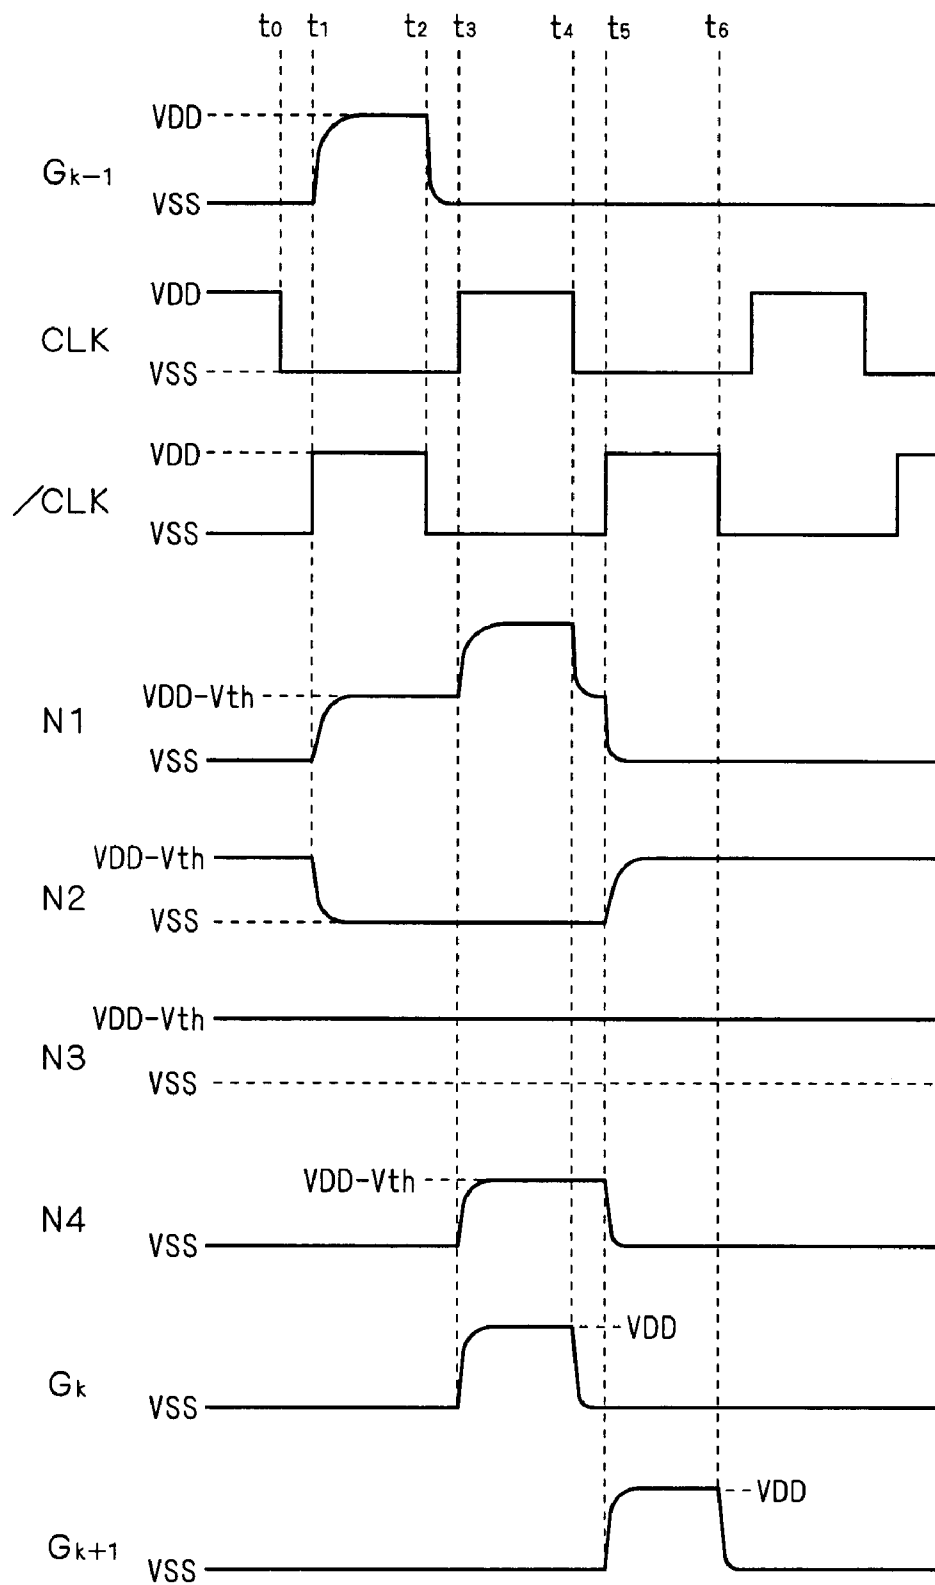 t0 t1 t2 t3 t4 t5 t6
VDD
Gk-1
VSS
VDD
CLK
VSS
VDD
/CLK
VSS
VDD-Vth
N1
VSS
VDD-Vth
N2
VSS
VDD-Vth
N3
VSS
VDD-Vth
N4
VSS
VDD
Gk
VSS
VDD
Gk+1
VSS